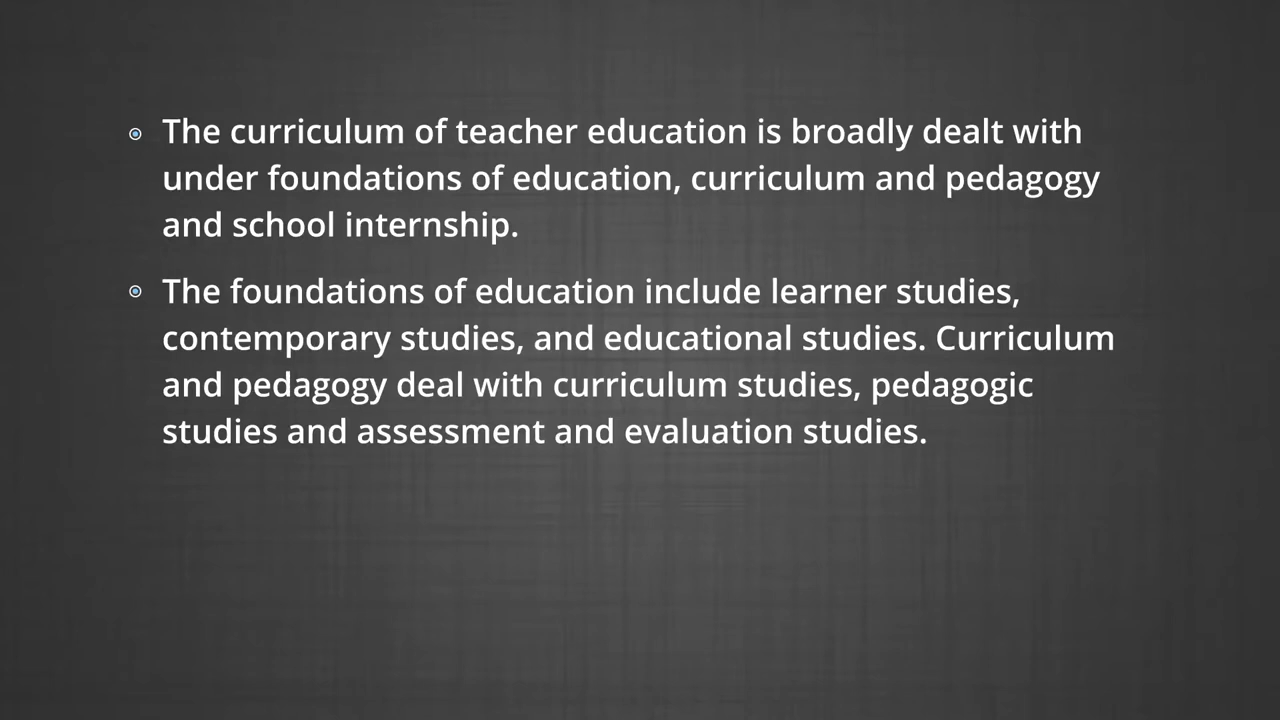 The curriculum of teacher education is broadly dealt with
under foundations of education, curriculum and pedagogy
and school internship.
The foundations of education include learner studies,
contemporary studies, and educational studies. Curriculum
and pedagogy deal with curriculum studies, pedagogic
studies and assessment and evaluation studies.